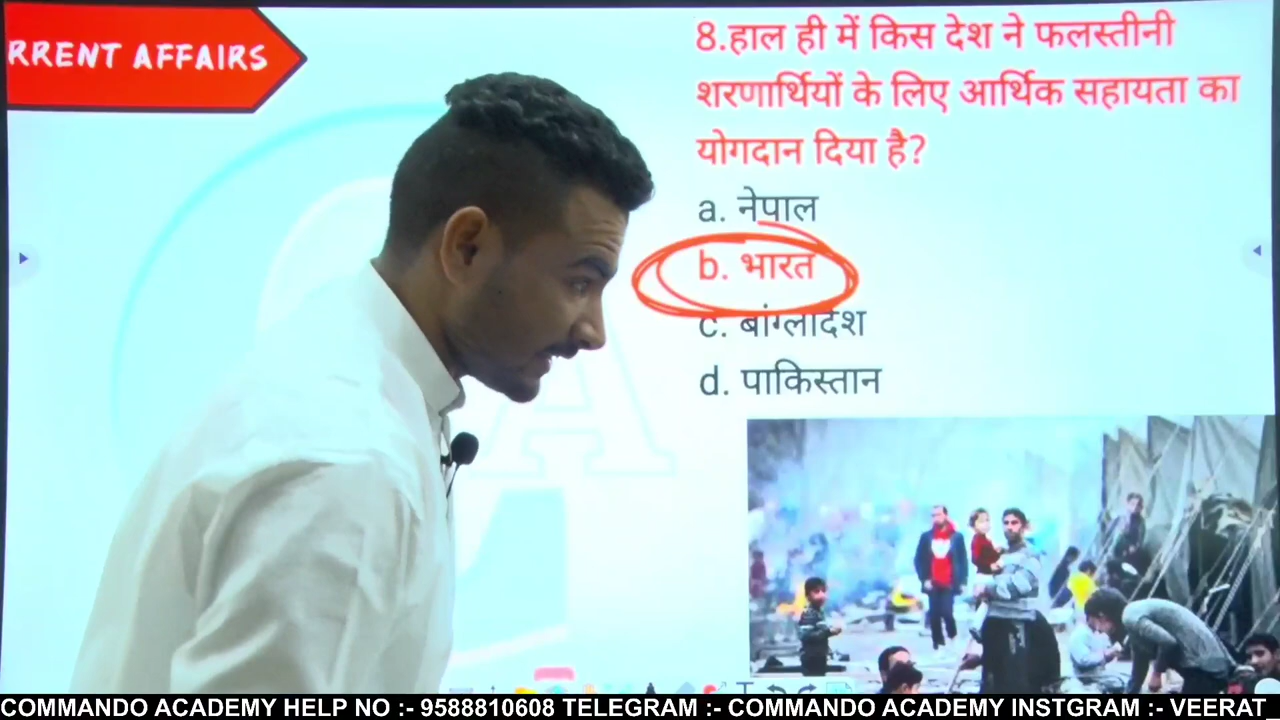 RRENT AFFAIRS
8.हाल ही में किस देश ने फलस्तीनी
शरणार्थियों के लिए आर्थिक सहायता का
योगदान दिया है?
a. नेपाल
b. भारत
c. बांग्लादेश
d. पाकिस्तान
COMMANDO ACADEMY HELP NO :- 9588810608 TELEGRAM :- COMMANDO ACADEMY INSTGRAM :- VEERAT